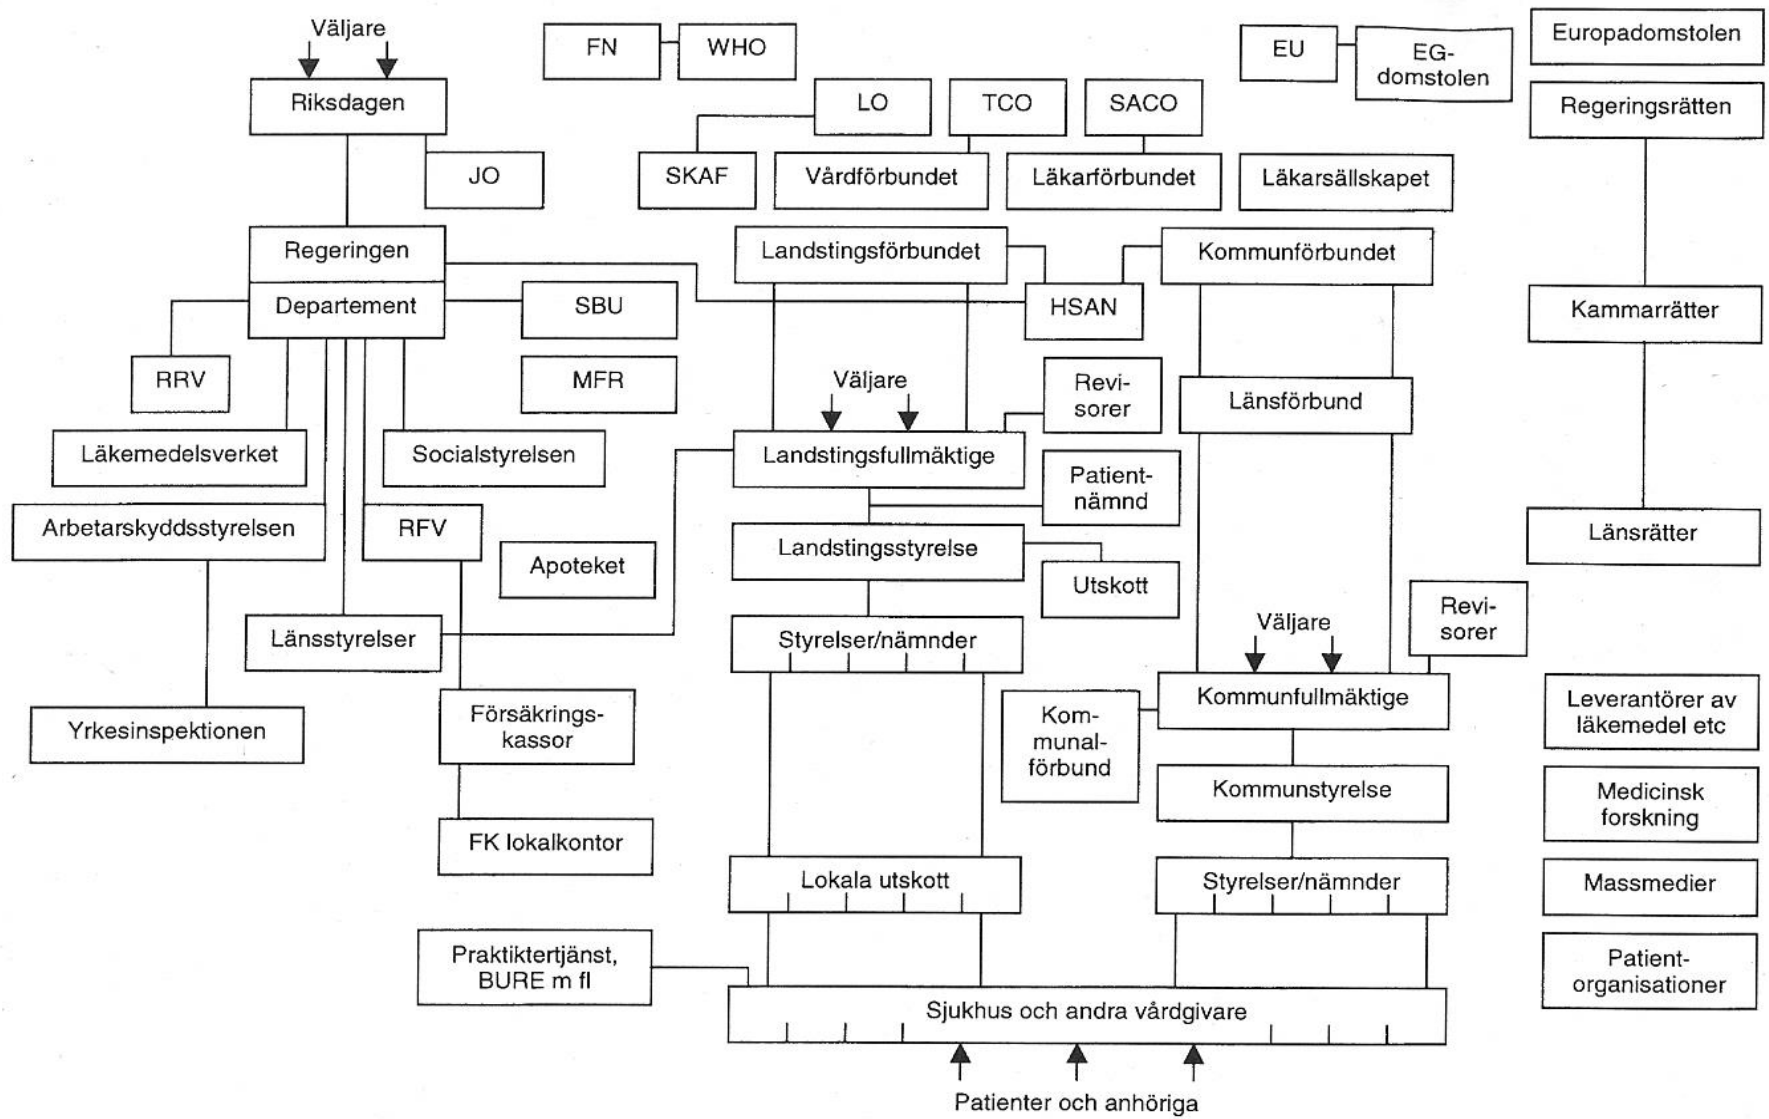 Väljare
FN
WHO
EU
EG-
domstolen
Europadomstolen
Riksdagen
LO
TCO
SACO
Regeringsrätten
JO
SKAF
Vårdförbundet
Läkarförbundet
Läkarsällskapet
Regeringen
Landstingsförbundet
Kommunförbundet
Departement
SBU
HSAN
Kammarrätter
RRV
MFR
Väljare
Revi-
sorer
Länsförbund
Läkemedelsverket
Socialstyrelsen
Landstingsfullmäktige
Patient-
nämnd
Arbetarskyddsstyrelsen
RFV
Apoteket
Landstingsstyrelse
Utskott
Länsrätter
Länsstyrelser
Styrelser/nämnder
Väljare
Revi-
sorer
Yrkesinspektionen
Försäkrings-
kassor
Kom-
munal-
förbund
Kommunfullmäktige
Leverantörer av
läkemedel etc
Kommunstyrelse
Medicinsk
forskning
FK lokalkontor
Lokala utskott
Styrelser/nämnder
Massmedier
Praktiktertjänst,
BURE m fl
Patient-
organisationer
Sjukhus och andra vårdgivare
Patienter och anhöriga